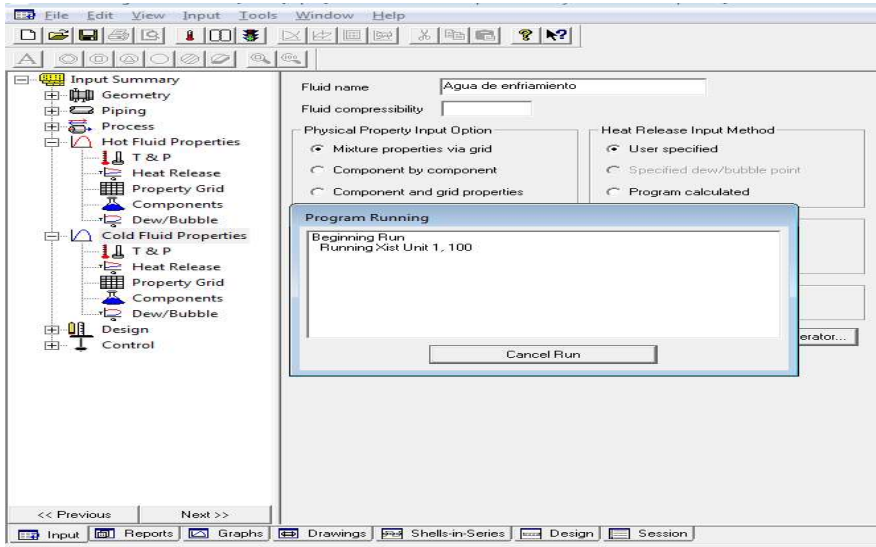 File Edit View Input Tools Window Help
Input Summary
Geometry
Piping
Process
Hot Fluid Properties
T & P
Heat Release
Property Grid
Components
Dew/Bubble
Cold Fluid Properties
T & P
Heat Release
Property Grid
Components
Dew/Bubble
Design
Control
<< Previous Next >>
Fluid name Agua de enfriamiento
Fluid compressibility
Physical Property Input Option
Mixture properties via grid
Component by component
Component and grid properties
Heat Release Input Method
User specified
Specified dew/bubble point
Program calculated
Program Running
Beginning Run
Running Xist Unit 1, 100
Cancel Run
erator...
Input Reports Graphs Drawings Shells-in-Series Design Session